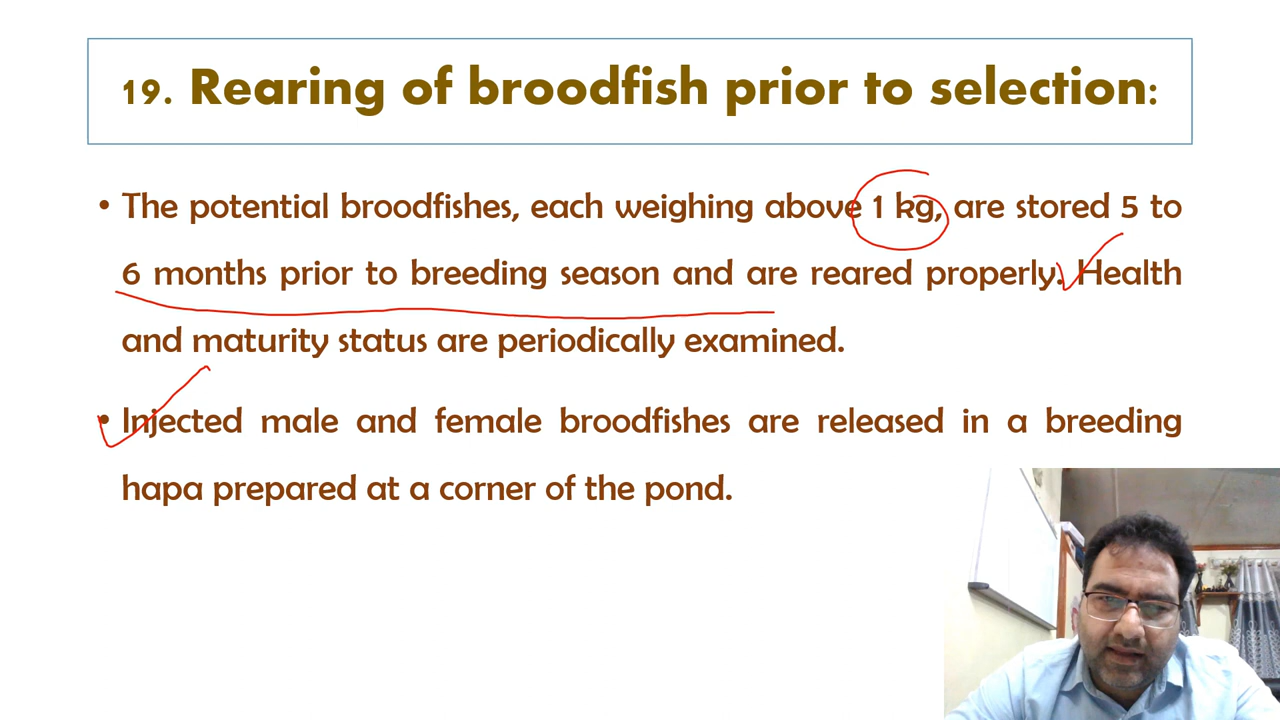 19. Rearing of broodfish prior to selection:
• The potential broodfishes, each weighing above 1 kg, are stored 5 to
6 months prior to breeding season and are reared properly. Health
and maturity status are periodically examined.
• Injected male and female broodfishes are released in a breeding
hapa prepared at a corner of the pond.